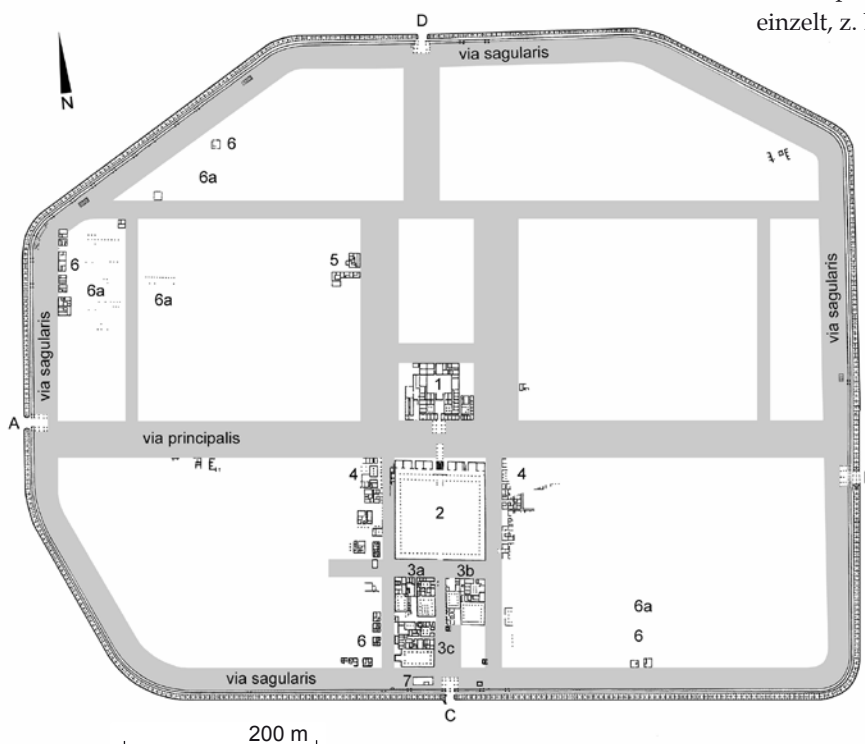 einzelt, z.
D
via sagularis
N
6
6a
5
6
6a
6a
via sagularis
via sagularis
1
A
via principalis
4
4
2
3a
3b
6a
6
6
3c
via sagularis
7
C
200 m